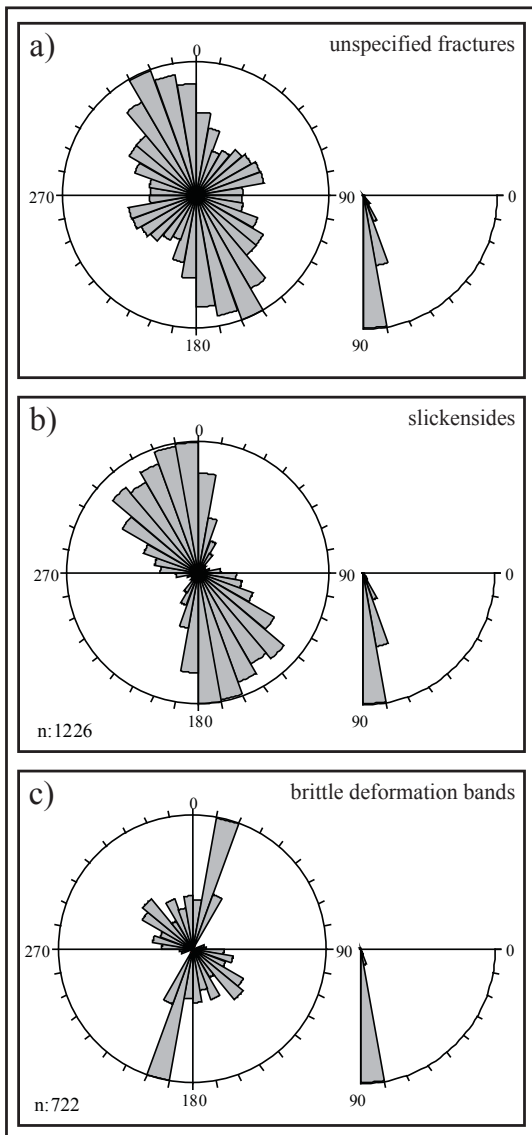 a) unspecified fractures
0
270 90 0
180 90
b) slickensides
0
270 90 0
180 90
n:1226
c) brittle deformation bands
0
270 90 0
180 90
n:722